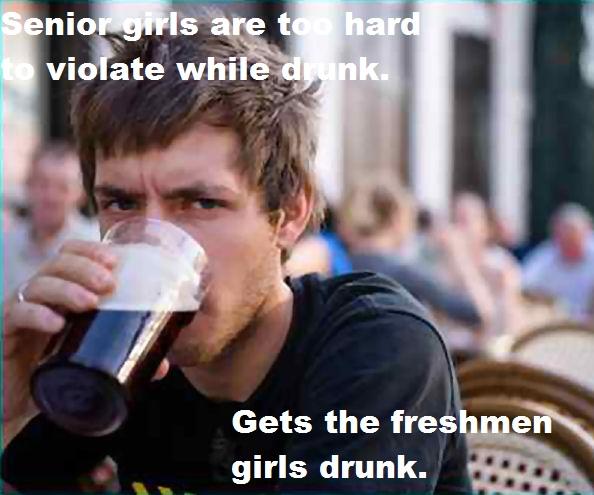 Senior girls are too hard
to violate while drunk.
Gets the freshmen
girls drunk.